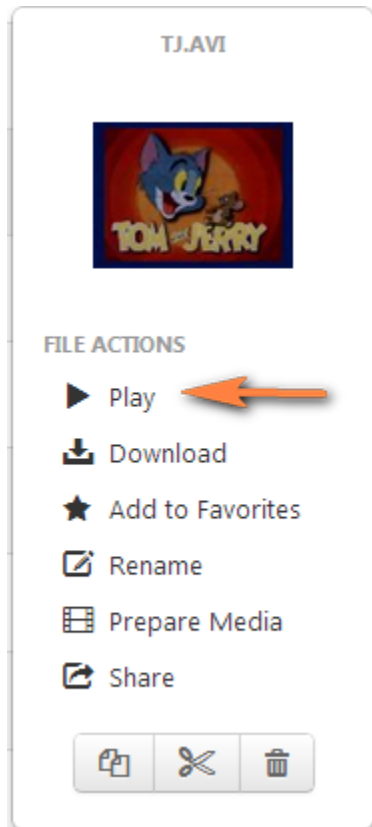 TJ.AVI
TOM and JERRY
FILE ACTIONS
Play
Download
Add to Favorites
Rename
Prepare Media
Share